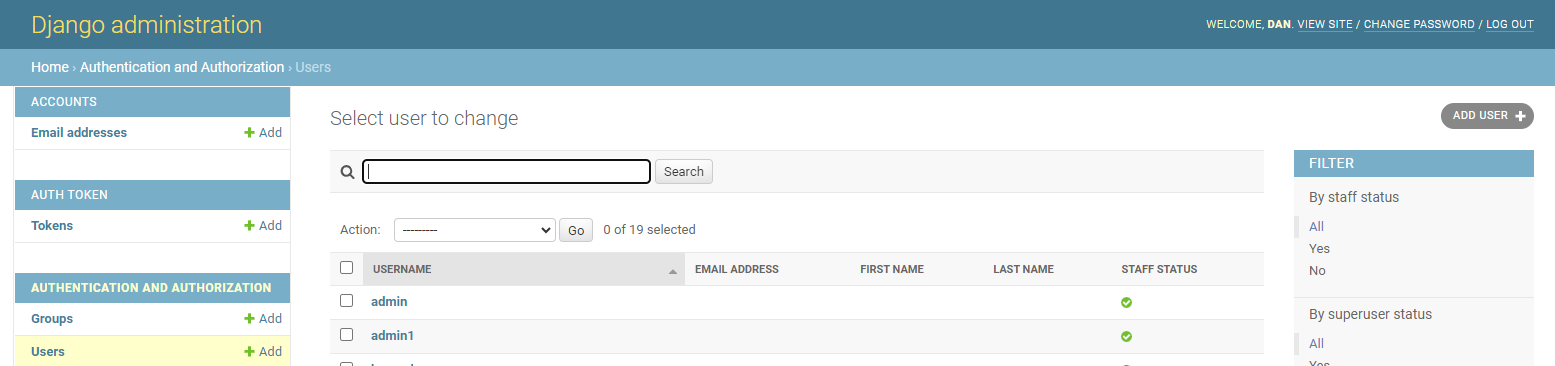 Django administration
WELCOME, DAN. VIEW SITE / CHANGE PASSWORD / LOG OUT
Home › Authentication and Authorization › Users
ACCOUNTS
Email addresses
Add
AUTH TOKEN
Tokens
Add
AUTHENTICATION AND AUTHORIZATION
Groups
Add
Users
Add
Select user to change
ADD USER
Search
Action: --------- Go 0 of 19 selected
USERNAME EMAIL ADDRESS FIRST NAME LAST NAME STAFF STATUS
admin
admin1
FILTER
By staff status
All
Yes
No
By superuser status
All
Yes